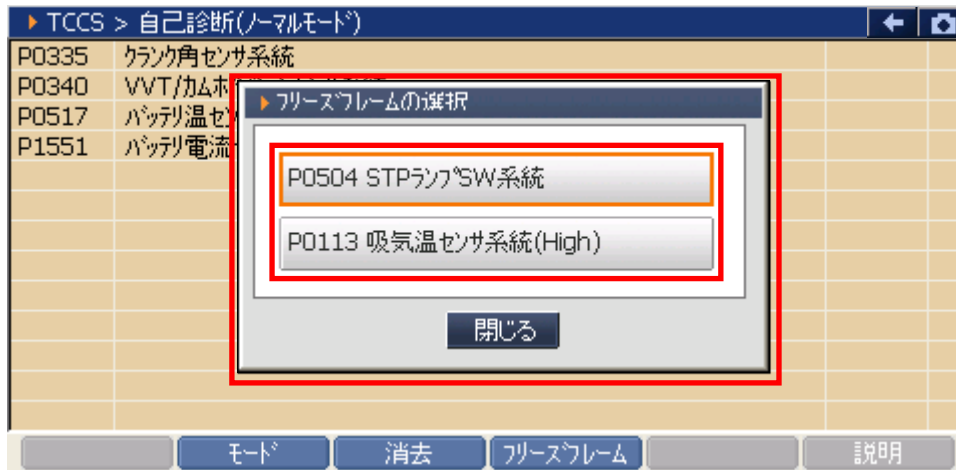 TCCS > 自己診断(ノーマルモード)
P0335 クランク角センサ系統
P0340 VVT/カムホ
P0517 バッテリ温セン
P1551 バッテリ電流
フリーズフレームの選択
P0504 STPランプSW系統
P0113 吸気温センサ系統(High)
閉じる
モード 消去 フリーズフレーム 説明